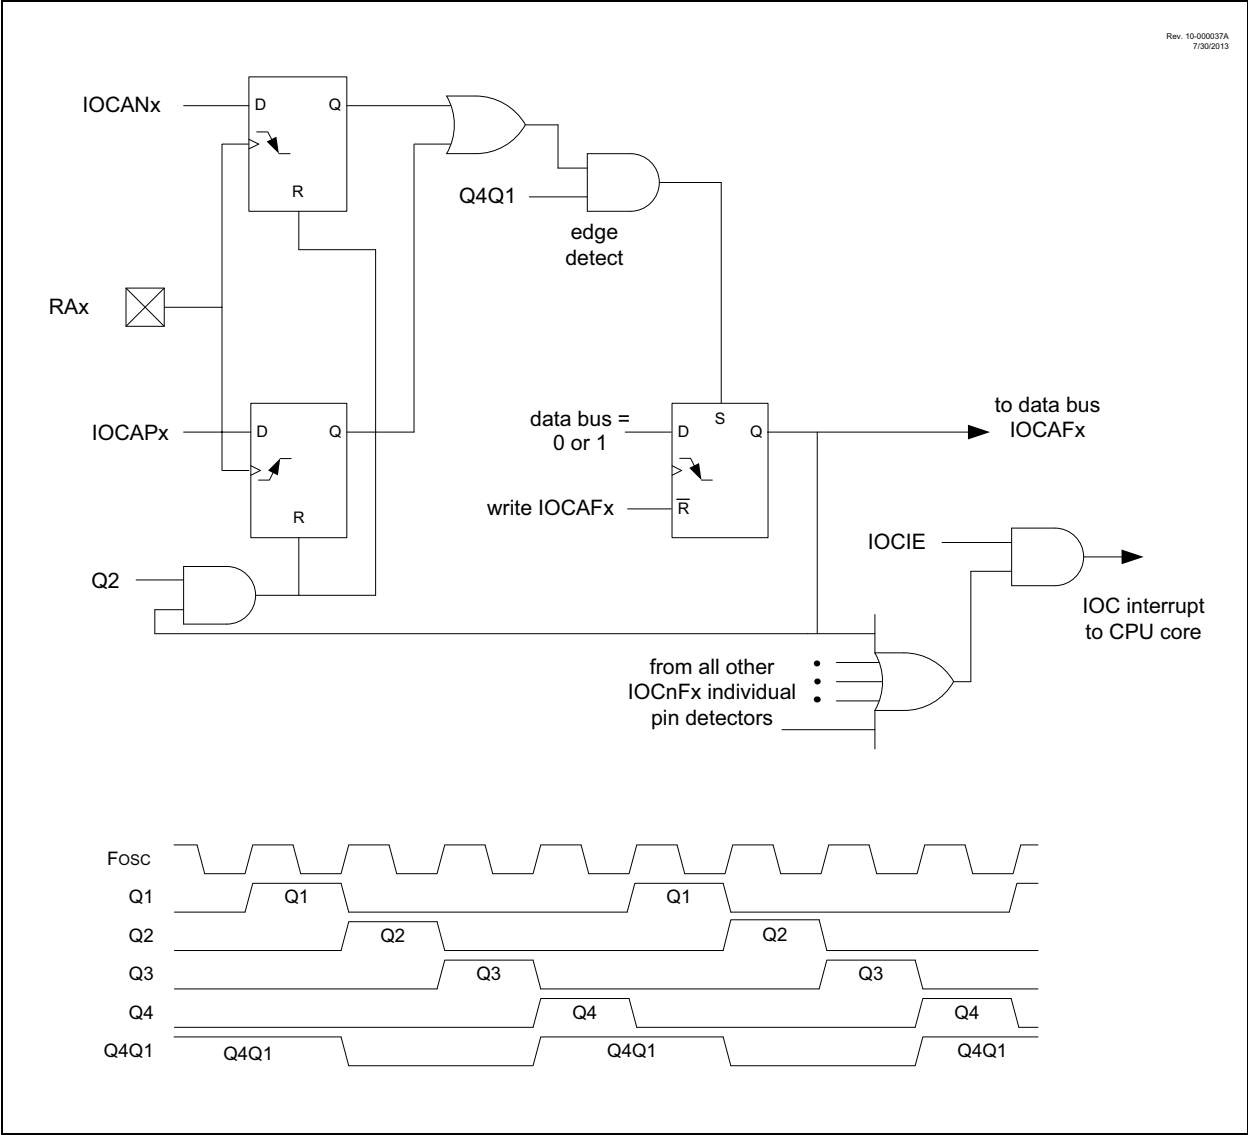 Rev. 10-000037A
7/30/2013
IOCANx
D
Q
R
Q4Q1
edge
detect
RAx
IOCAPx
D
Q
R
data bus =
0 or 1
S
D
Q
R̅
write IOCAFx
to data bus
IOCAFx
IOCIE
Q2
IOC interrupt
to CPU core
from all other
IOCnFx individual
pin detectors
FOSC
Q1
Q1
Q1
Q2
Q2
Q2
Q3
Q3
Q3
Q4
Q4
Q4
Q4Q1
Q4Q1
Q4Q1
Q4Q1